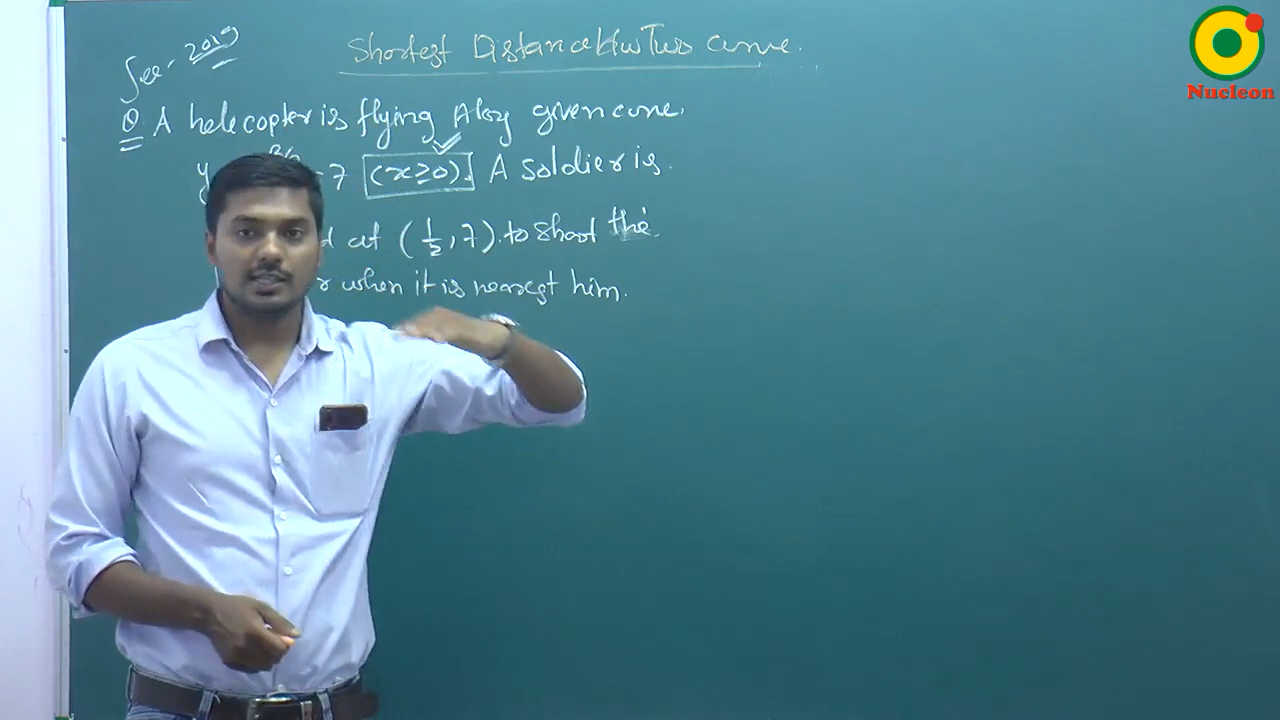 Jee - 2019
Shortest Distance b/w Two curve.
Q. A helicopter is flying Along given curve.
y 7 (x≥0). A soldier is.
at (1/2, 7). to shoot the.
when it is nearest him.
Nucleon